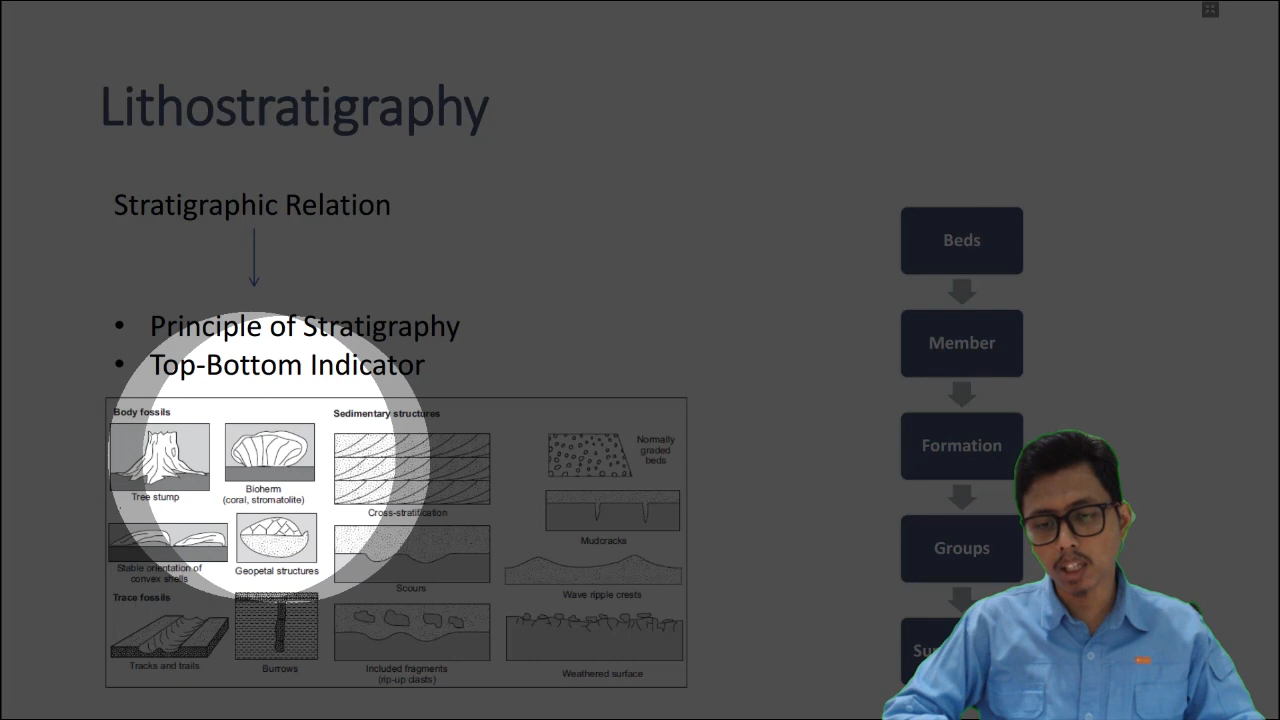 Lithostratigraphy
Stratigraphic Relation
• Principle of Stratigraphy
• Top-Bottom Indicator
Body fossils
Tree stump
Bioherm
(coral, stromatolite)
Stable orientation of
convex shells
Geopetal structures
Trace fossils
Tracks and trails
Burrows
Sedimentary structures
Cross-stratification
Scours
Included fragments
(rip-up clasts)
Normally
graded
beds
Mudcracks
Wave ripple crests
Weathered surface
Beds
Member
Formation
Groups